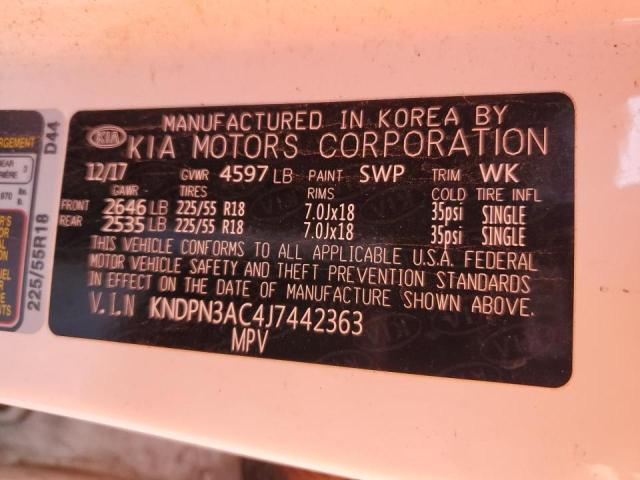 MANUFACTURED IN KOREA BY
KIA KIA MOTORS CORPORATION
12/17 GVWR 4597 LB PAINT SWP TRIM WK
GAWR TIRES RIMS COLD TIRE INFL
FRONT 2646 LB 225/55 R18 7.0Jx18 35psi SINGLE
REAR 2535 LB 225/55 R18 7.0Jx18 35psi SINGLE
THIS VEHICLE CONFORMS TO ALL APPLICABLE U.S.A. FEDERAL
MOTOR VEHICLE SAFETY AND THEFT PREVENTION STANDARDS
IN EFFECT ON THE DATE OF MANUFACTURE SHOWN ABOVE.
V.I.N KNDPN3AC4J7442363
MPV
D44
225/55R18